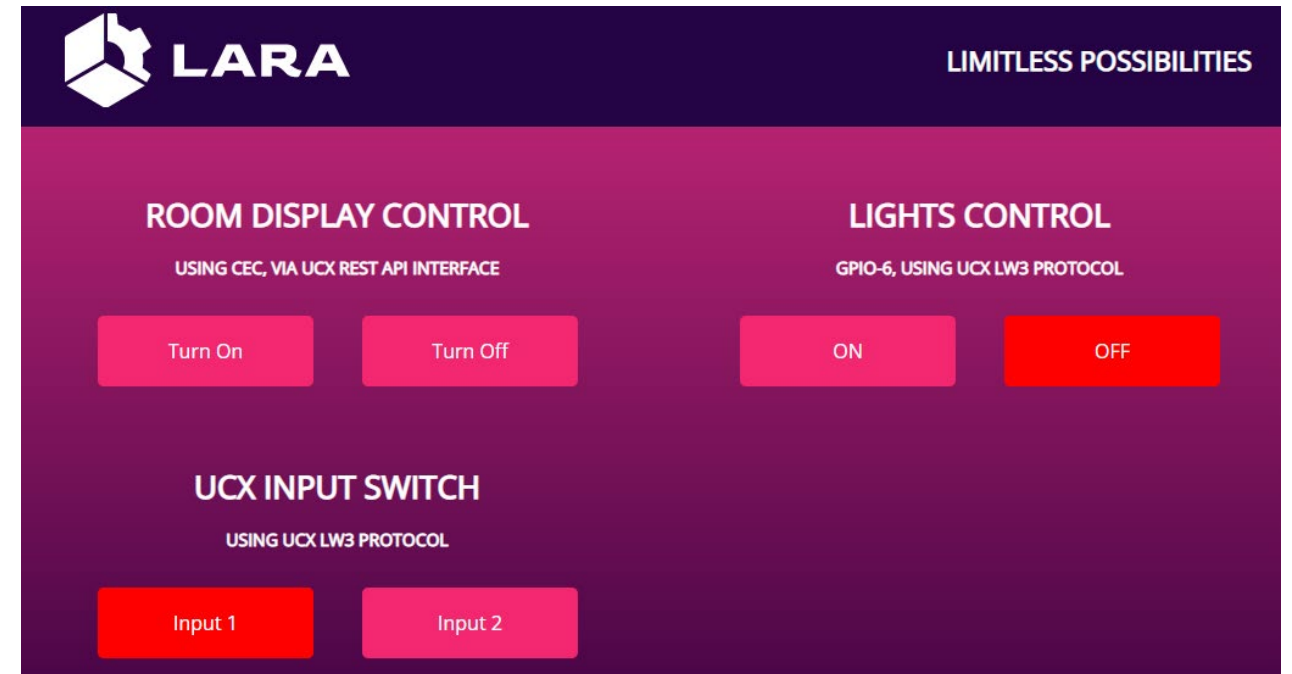 LARA
LIMITLESS POSSIBILITIES
ROOM DISPLAY CONTROL
USING CEC, VIA UCX REST API INTERFACE
Turn On
Turn Off
LIGHTS CONTROL
GPIO-6, USING UCX LW3 PROTOCOL
ON
OFF
UCX INPUT SWITCH
USING UCX LW3 PROTOCOL
Input 1
Input 2